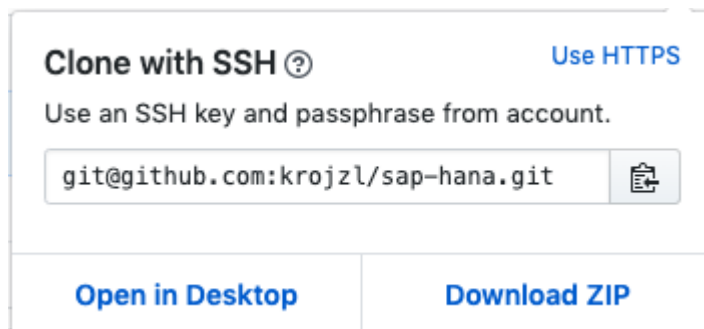 Clone with SSH ?
Use HTTPS
Use an SSH key and passphrase from account.
git@github.com:krojzl/sap-hana.git
Open in Desktop
Download ZIP